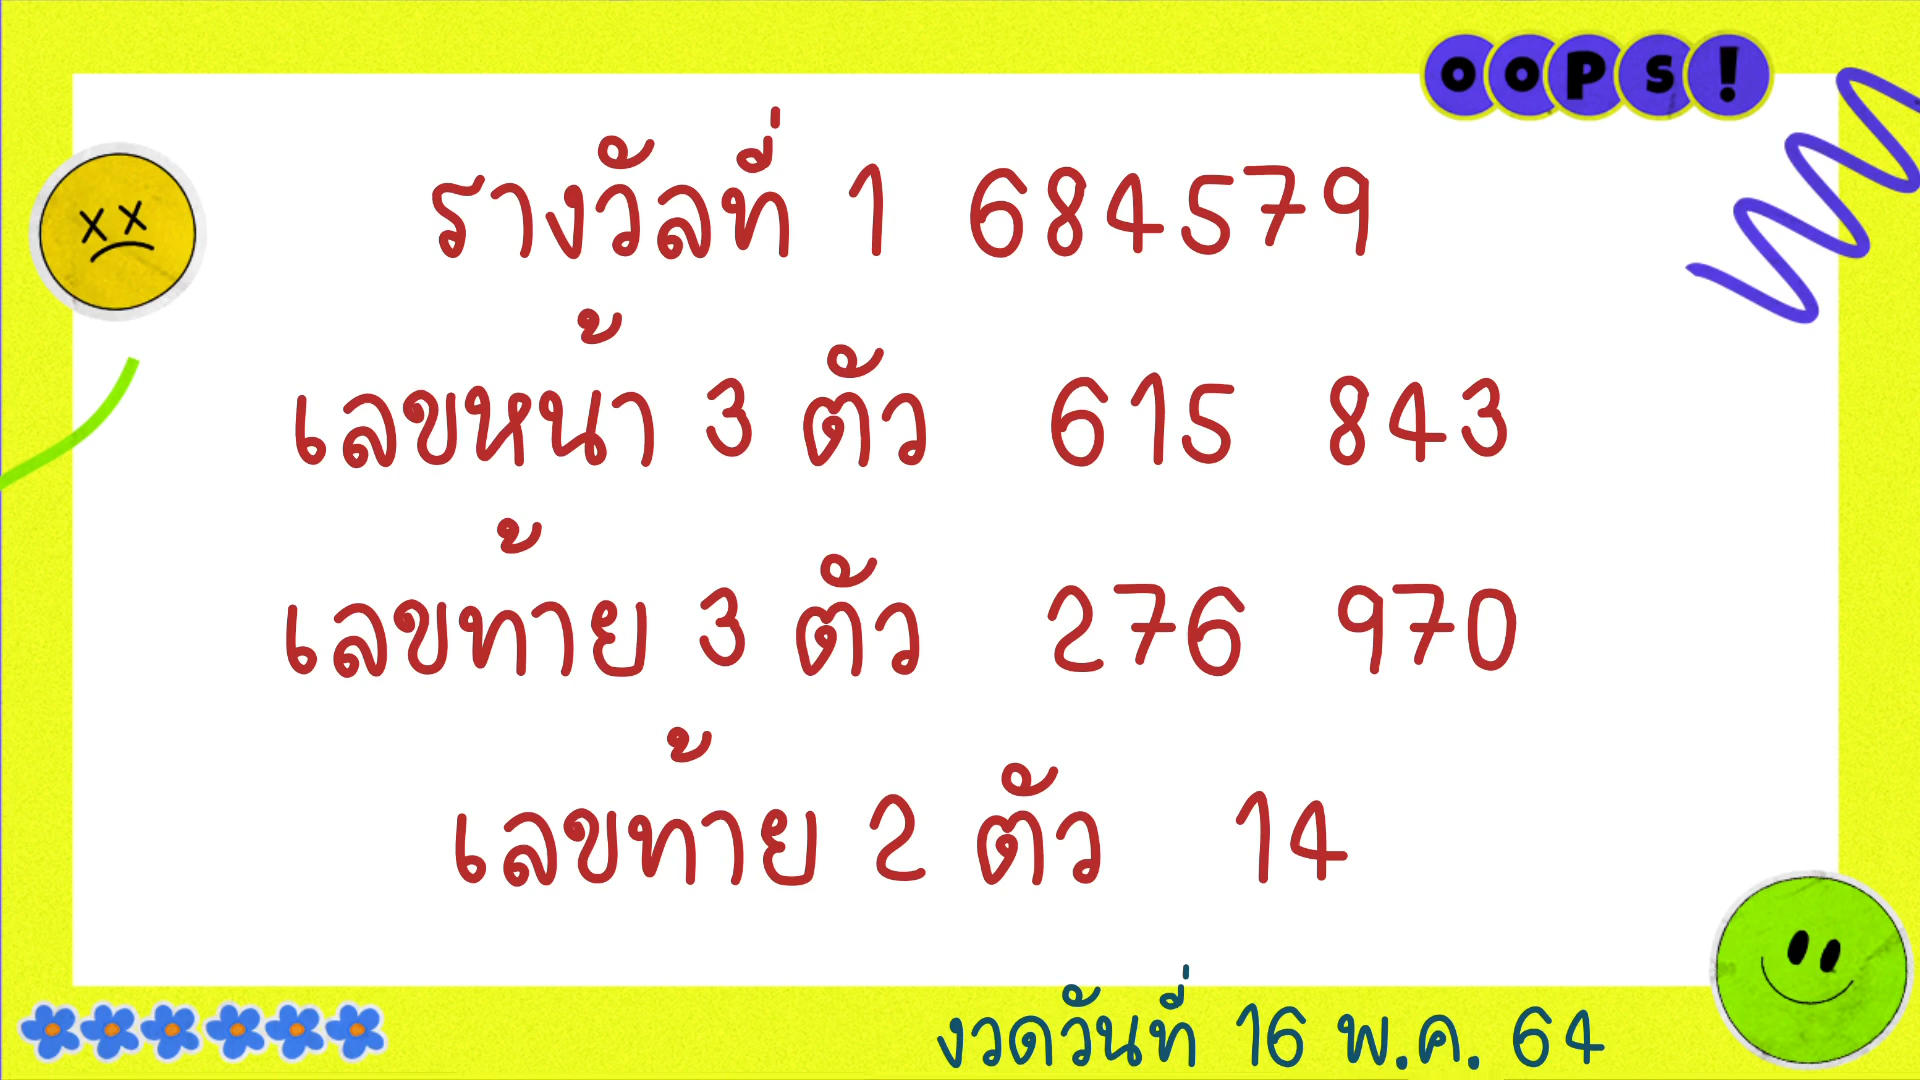 OOPS!
รางวัลที่ 1 684579
เลขหน้า 3 ตัว 615 843
เลขท้าย 3 ตัว 276 970
เลขท้าย 2 ตัว 14
งวดวันที่ 16 พ.ค. 64